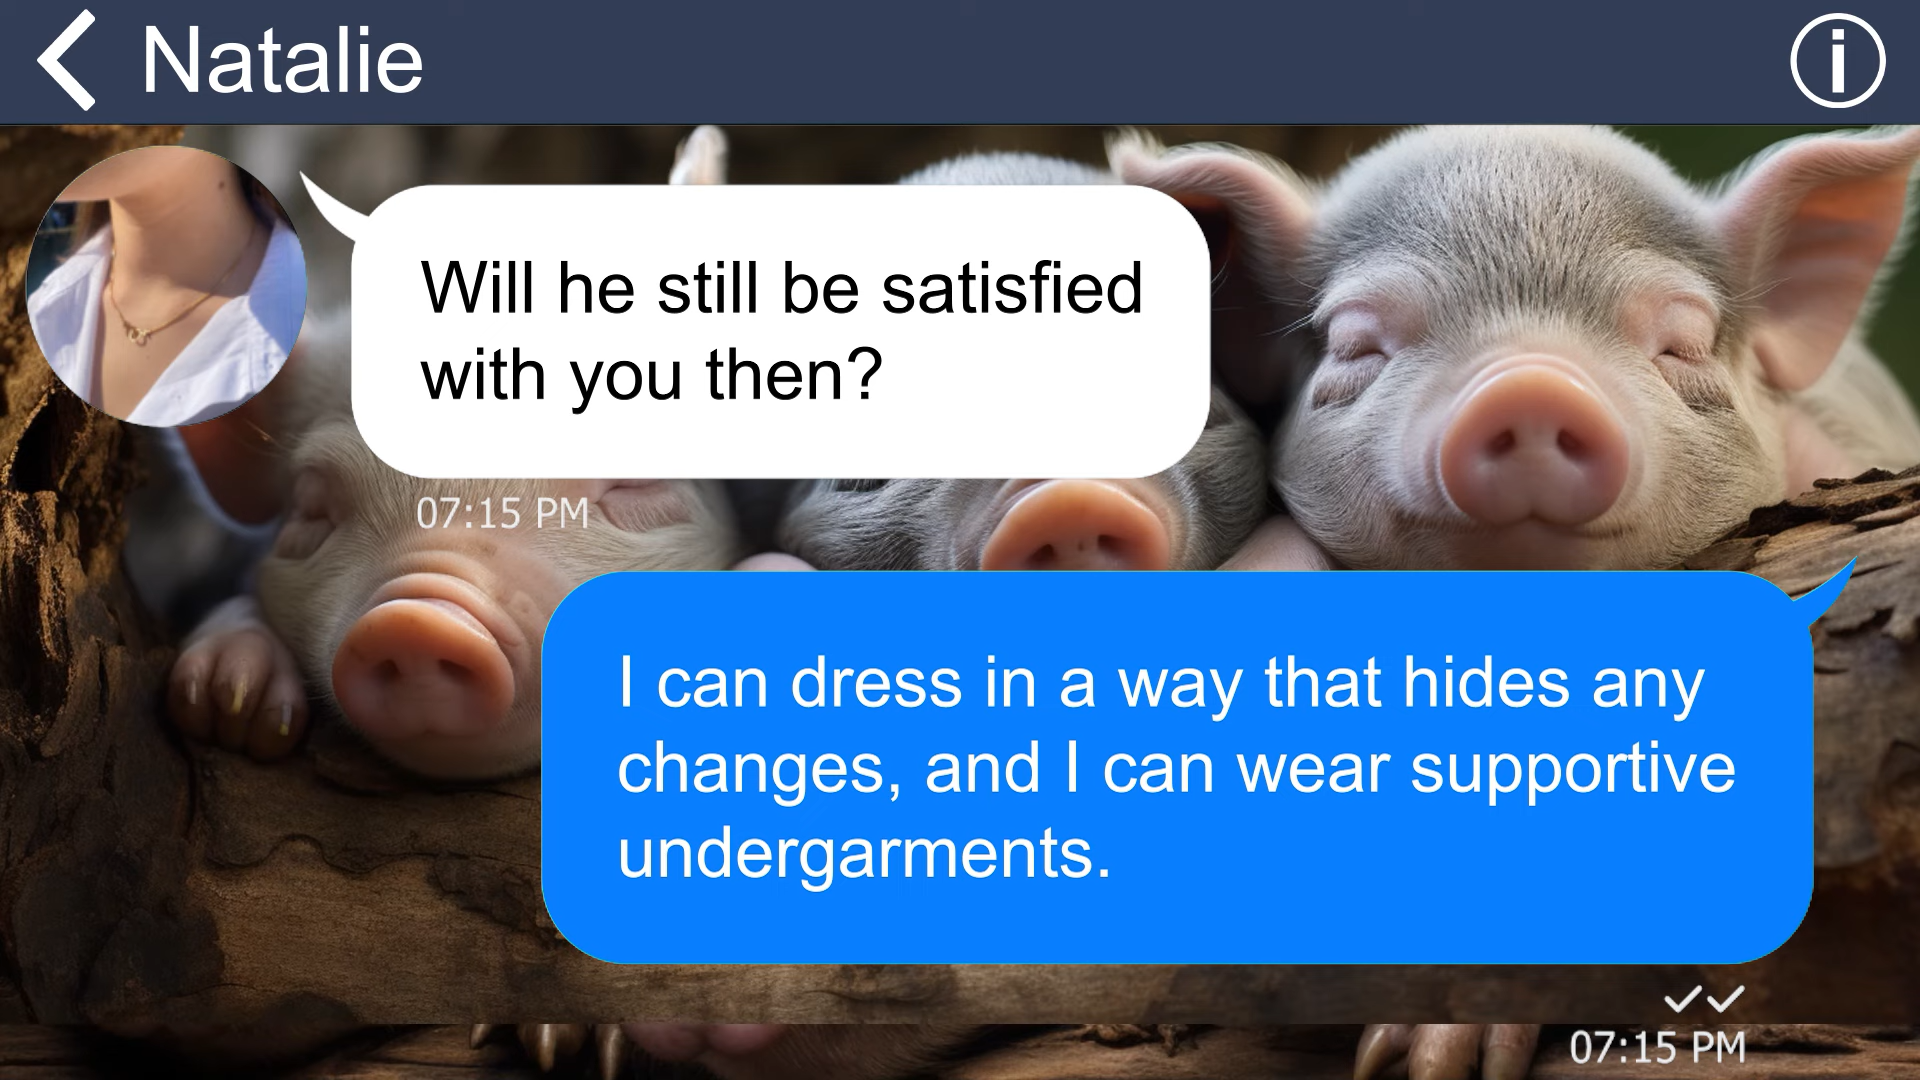 Natalie
Will he still be satisfied
with you then?
07:15 PM
I can dress in a way that hides any
changes, and I can wear supportive
undergarments.
07:15 PM